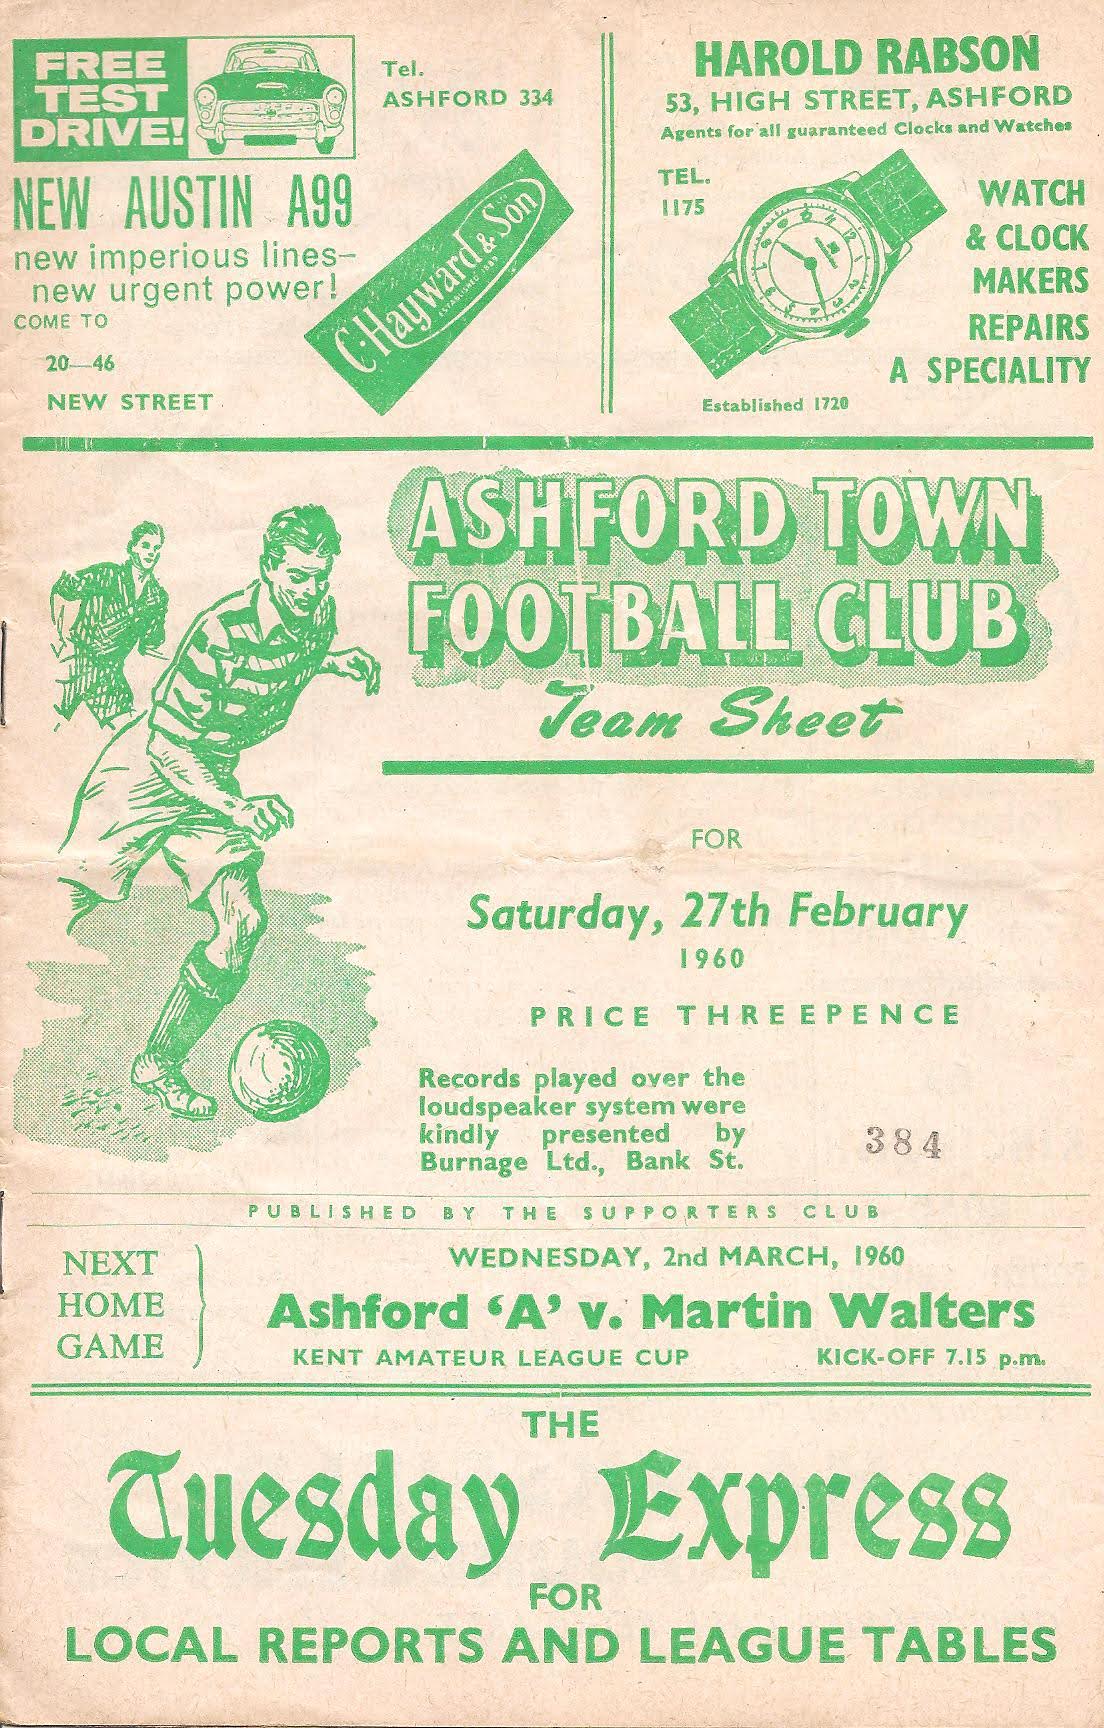 FREE
TEST
DRIVE!
NEW AUSTIN A99
new imperious lines—
new urgent power!
COME TO
20—46
NEW STREET
Tel.
ASHFORD 334
C. Hayward & Son
ESTABLISHED 1889
HAROLD RABSON
53, HIGH STREET, ASHFORD
Agents for all guaranteed Clocks and Watches
TEL.
1175
WATCH
& CLOCK
MAKERS
REPAIRS
A SPECIALITY
Established 1720
ASHFORD TOWN
FOOTBALL CLUB
Team Sheet
FOR
Saturday, 27th February
1960
PRICE THREEPENCE
Records played over the
loudspeaker system were
kindly presented by
Burnage Ltd., Bank St.
384
PUBLISHED BY THE SUPPORTERS CLUB
NEXT
HOME
GAME
WEDNESDAY, 2nd MARCH, 1960
Ashford ‘A’ v. Martin Walters
KENT AMATEUR LEAGUE CUP KICK-OFF 7.15 p.m.
THE
Tuesday Express
FOR
LOCAL REPORTS AND LEAGUE TABLES